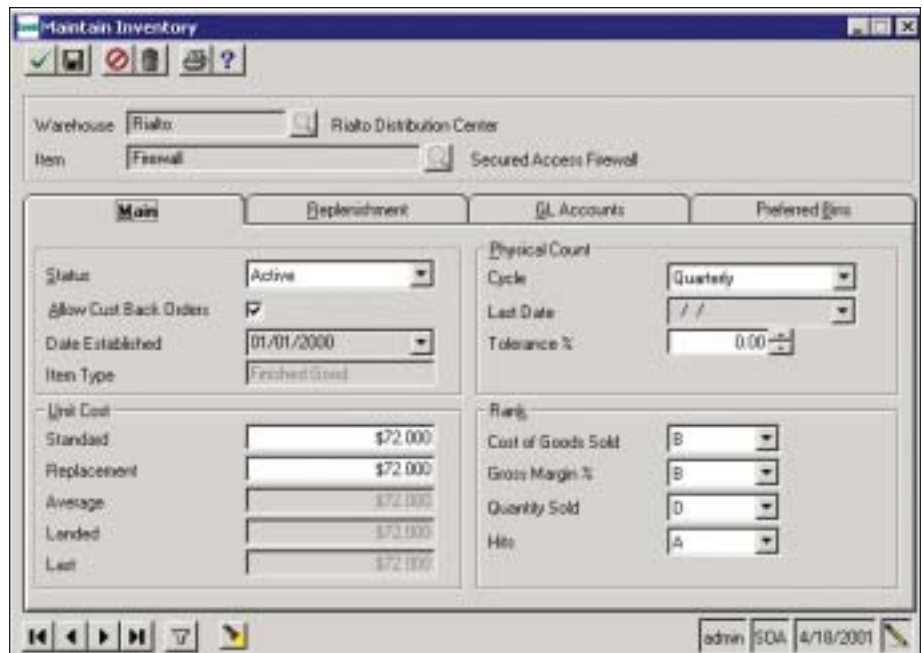 Maintain Inventory
Warehouse Rialto Rialto Distribution Center
Item Firewall Secured Access Firewall
Main Replenishment GL Accounts Preferred Bins
Status Active
Allow Cust Back Orders
Date Established 01/01/2000
Item Type Finished Good
Physical Count
Cycle Quarterly
Last Date / /
Tolerance % 0.00
Unit Cost
Standard $72.000
Replacement $72.000
Average $72.000
Landed $72.000
Last $72.000
Rank
Cost of Goods Sold B
Gross Margin % B
Quantity Sold D
Hits A
admin SOA 4/18/2001